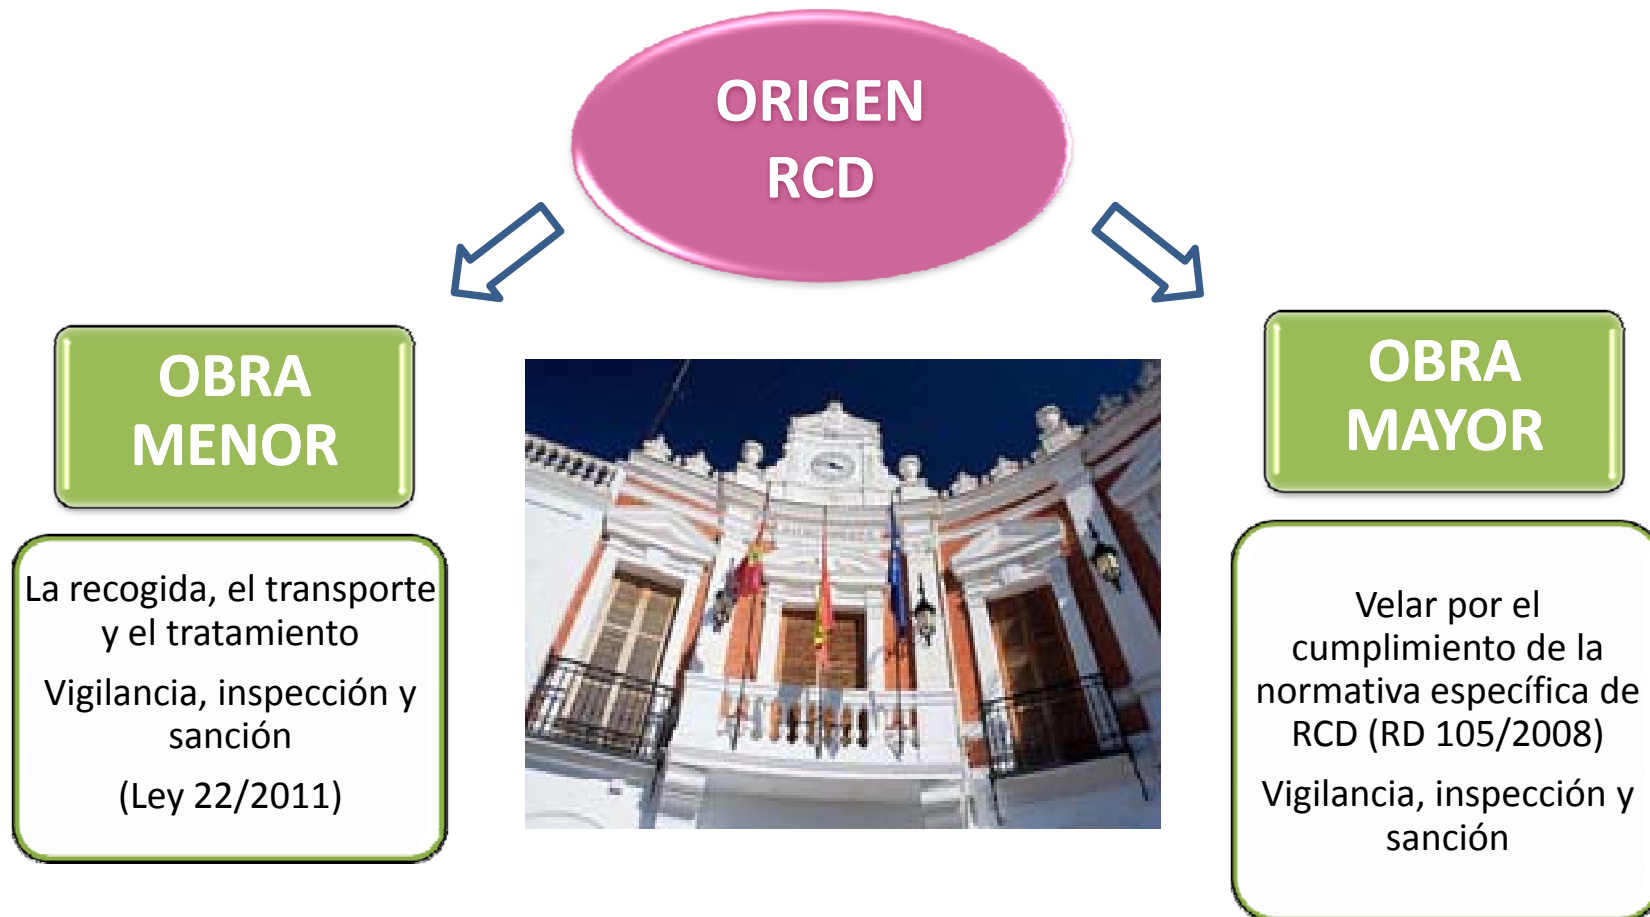 ORIGEN
RCD
OBRA
MENOR
La recogida, el transporte
y el tratamiento
Vigilancia, inspección y
sanción
(Ley 22/2011)
OBRA
MAYOR
Velar por el
cumplimiento de la
normativa específica de
RCD (RD 105/2008)
Vigilancia, inspección y
sanción